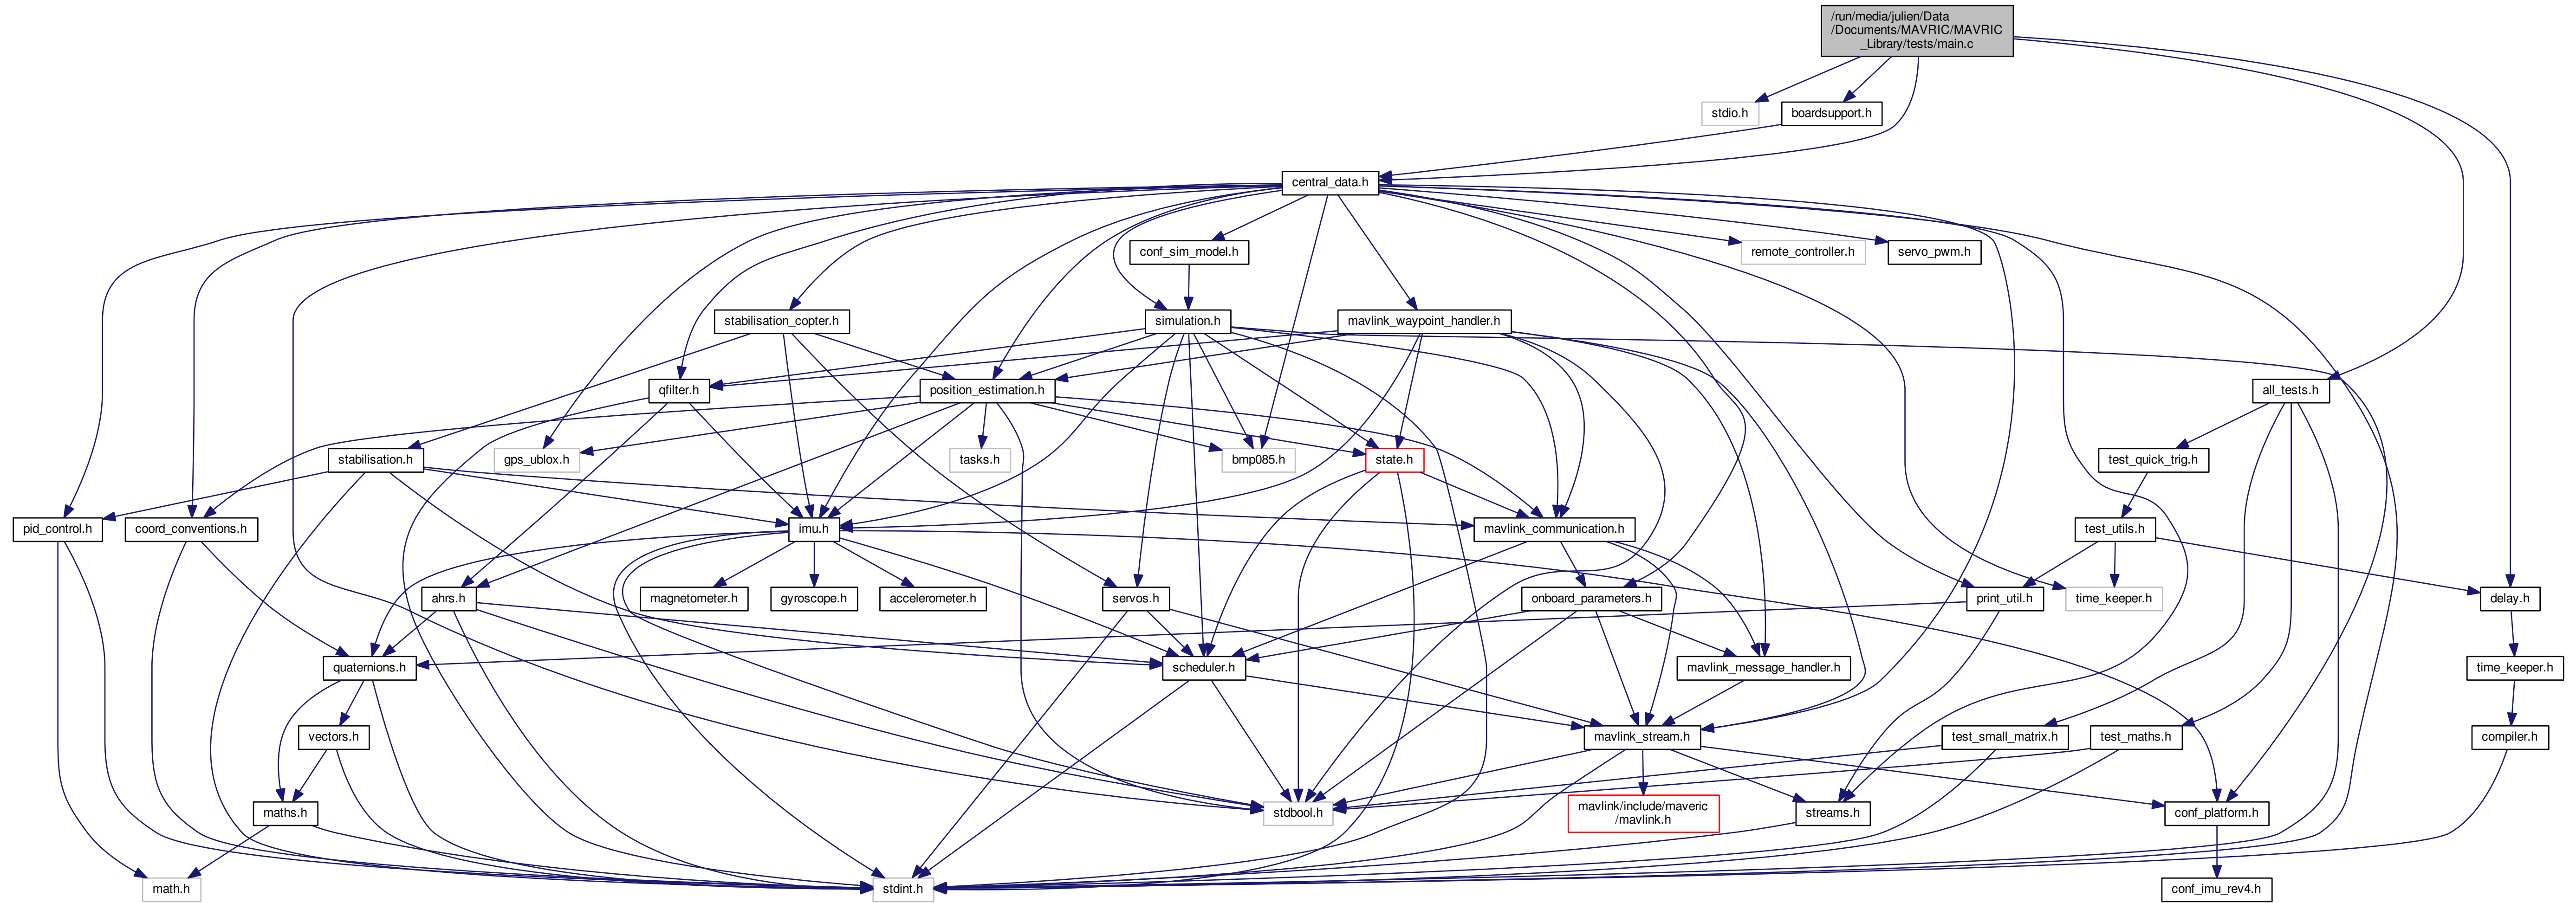 /run/media/julien/Data
/Documents/MAVRIC/MAVRIC
_Library/tests/main.c
stdio.h
boardsupport.h
central_data.h
conf_sim_model.h
remote_controller.h
servo_pwm.h
stabilisation_copter.h
simulation.h
mavlink_waypoint_handler.h
qfilter.h
position_estimation.h
all_tests.h
stabilisation.h
gps_ublox.h
tasks.h
bmp085.h
state.h
test_quick_trig.h
pid_control.h
coord_conventions.h
imu.h
mavlink_communication.h
test_utils.h
ahrs.h
magnetometer.h
gyroscope.h
accelerometer.h
servos.h
onboard_parameters.h
print_util.h
time_keeper.h
delay.h
quaternions.h
scheduler.h
mavlink_message_handler.h
time_keeper.h
vectors.h
mavlink_stream.h
test_small_matrix.h
test_maths.h
compiler.h
maths.h
stdbool.h
mavlink/include/maveric
/mavlink.h
streams.h
conf_platform.h
math.h
stdint.h
conf_imu_rev4.h